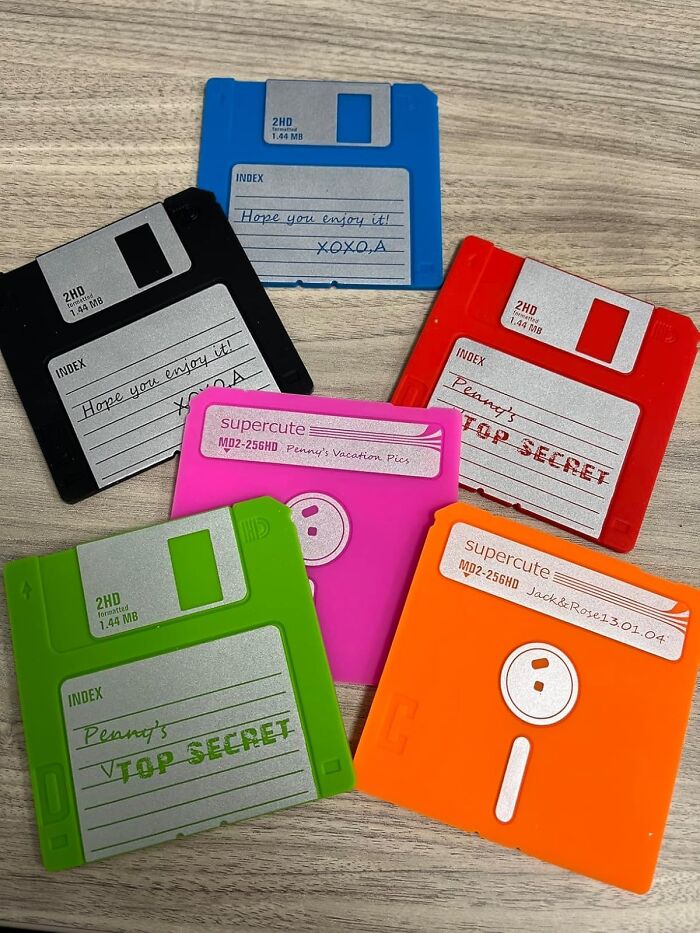 2HD
formatted
1.44 MB
INDEX
Hope you enjoy it!
XOXO,A
2HD
formatted
1.44 MB
INDEX
Hope you enjoy it!
XOXO,A
2HD
formatted
1.44 MB
INDEX
Penny's
TOP SECRET
supercute
MD2-256HD Penny's Vacation Pics
2HD
formatted
1.44 MB
HD
INDEX
Penny's
TOP SECRET
supercute
MD2-256HD Jack&Rose13.01.04